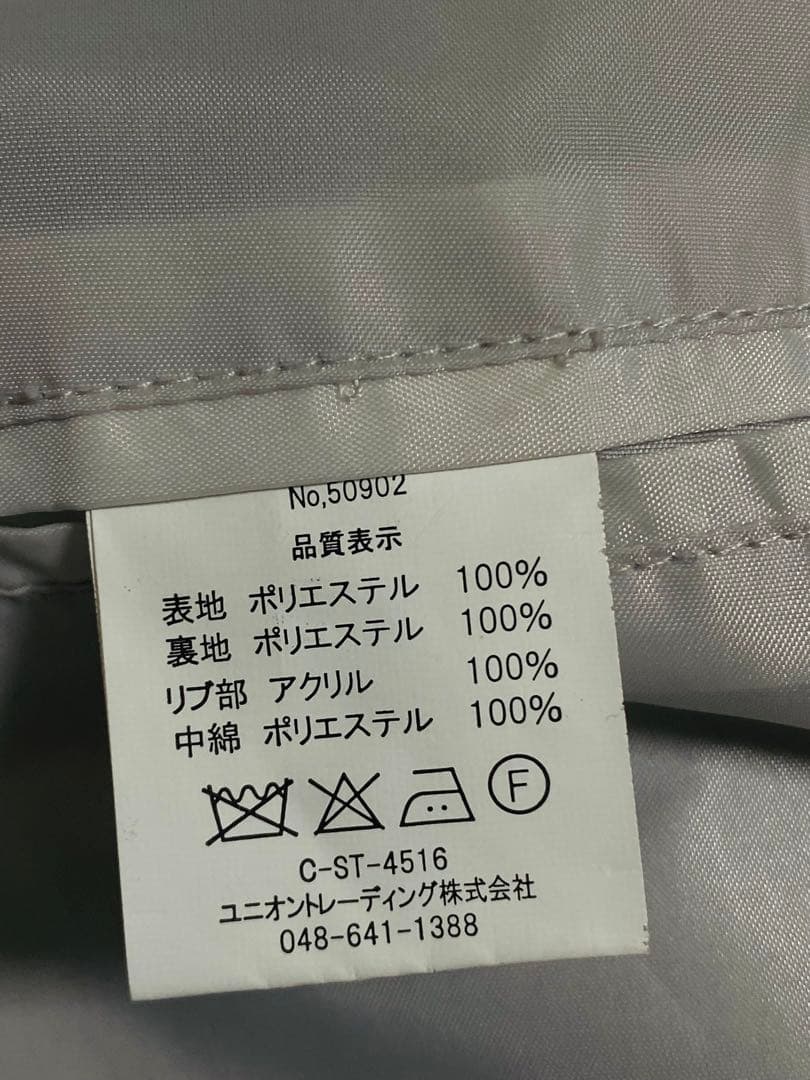 No,50902
品質表示
表地 ポリエステル 100%
裏地 ポリエステル 100%
リブ部 アクリル 100%
中綿 ポリエステル 100%
F
C-ST-4516
ユニオントレーディング株式会社
048-641-1388